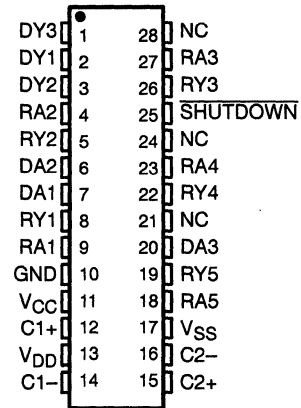 DY3 1 28 NC
DY1 2 27 RA3
DY2 3 26 RY3
RA2 4 25 SHUTDOWN
RY2 5 24 NC
DA2 6 23 RA4
DA1 7 22 RY4
RY1 8 21 NC
RA1 9 20 DA3
GND 10 19 RY5
VCC 11 18 RA5
C1+ 12 17 VSS
VDD 13 16 C2–
C1– 14 15 C2+